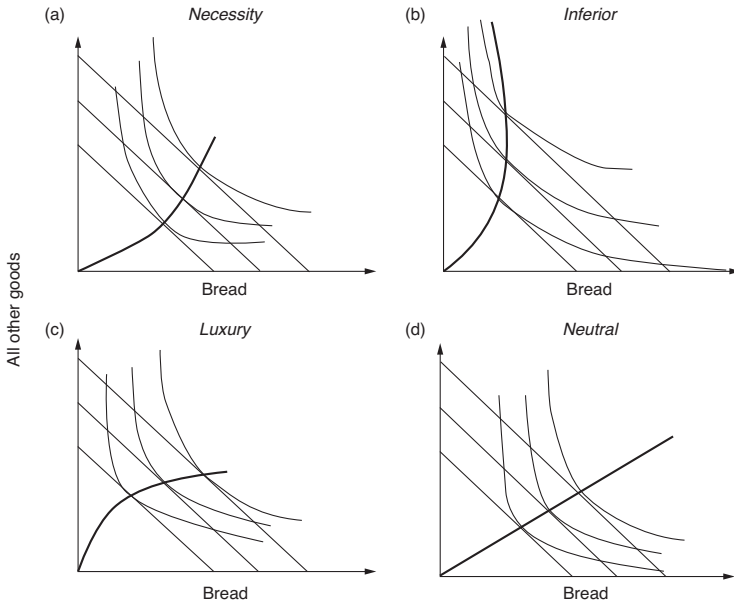 (a) Necessity
(b) Inferior
Bread
Bread
All other goods
(c) Luxury
(d) Neutral
Bread
Bread